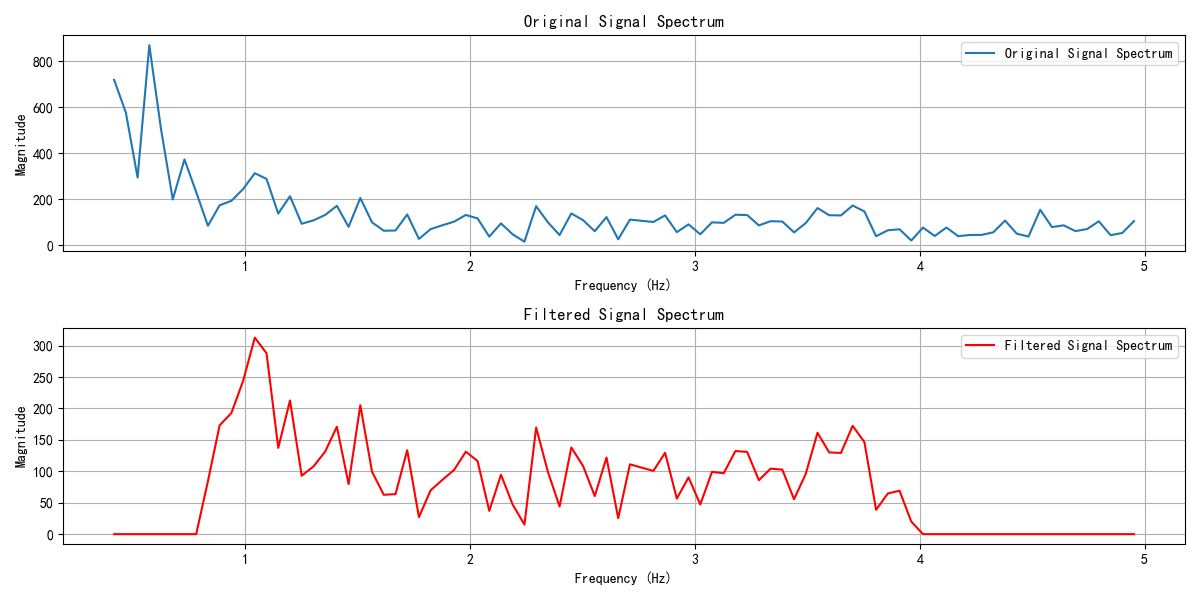 Original Signal Spectrum
Original Signal Spectrum
Magnitude
800
600
400
200
0
1 2 3 4 5
Frequency (Hz)
Filtered Signal Spectrum
Filtered Signal Spectrum
Magnitude
300
250
200
150
100
50
0
1 2 3 4 5
Frequency (Hz)